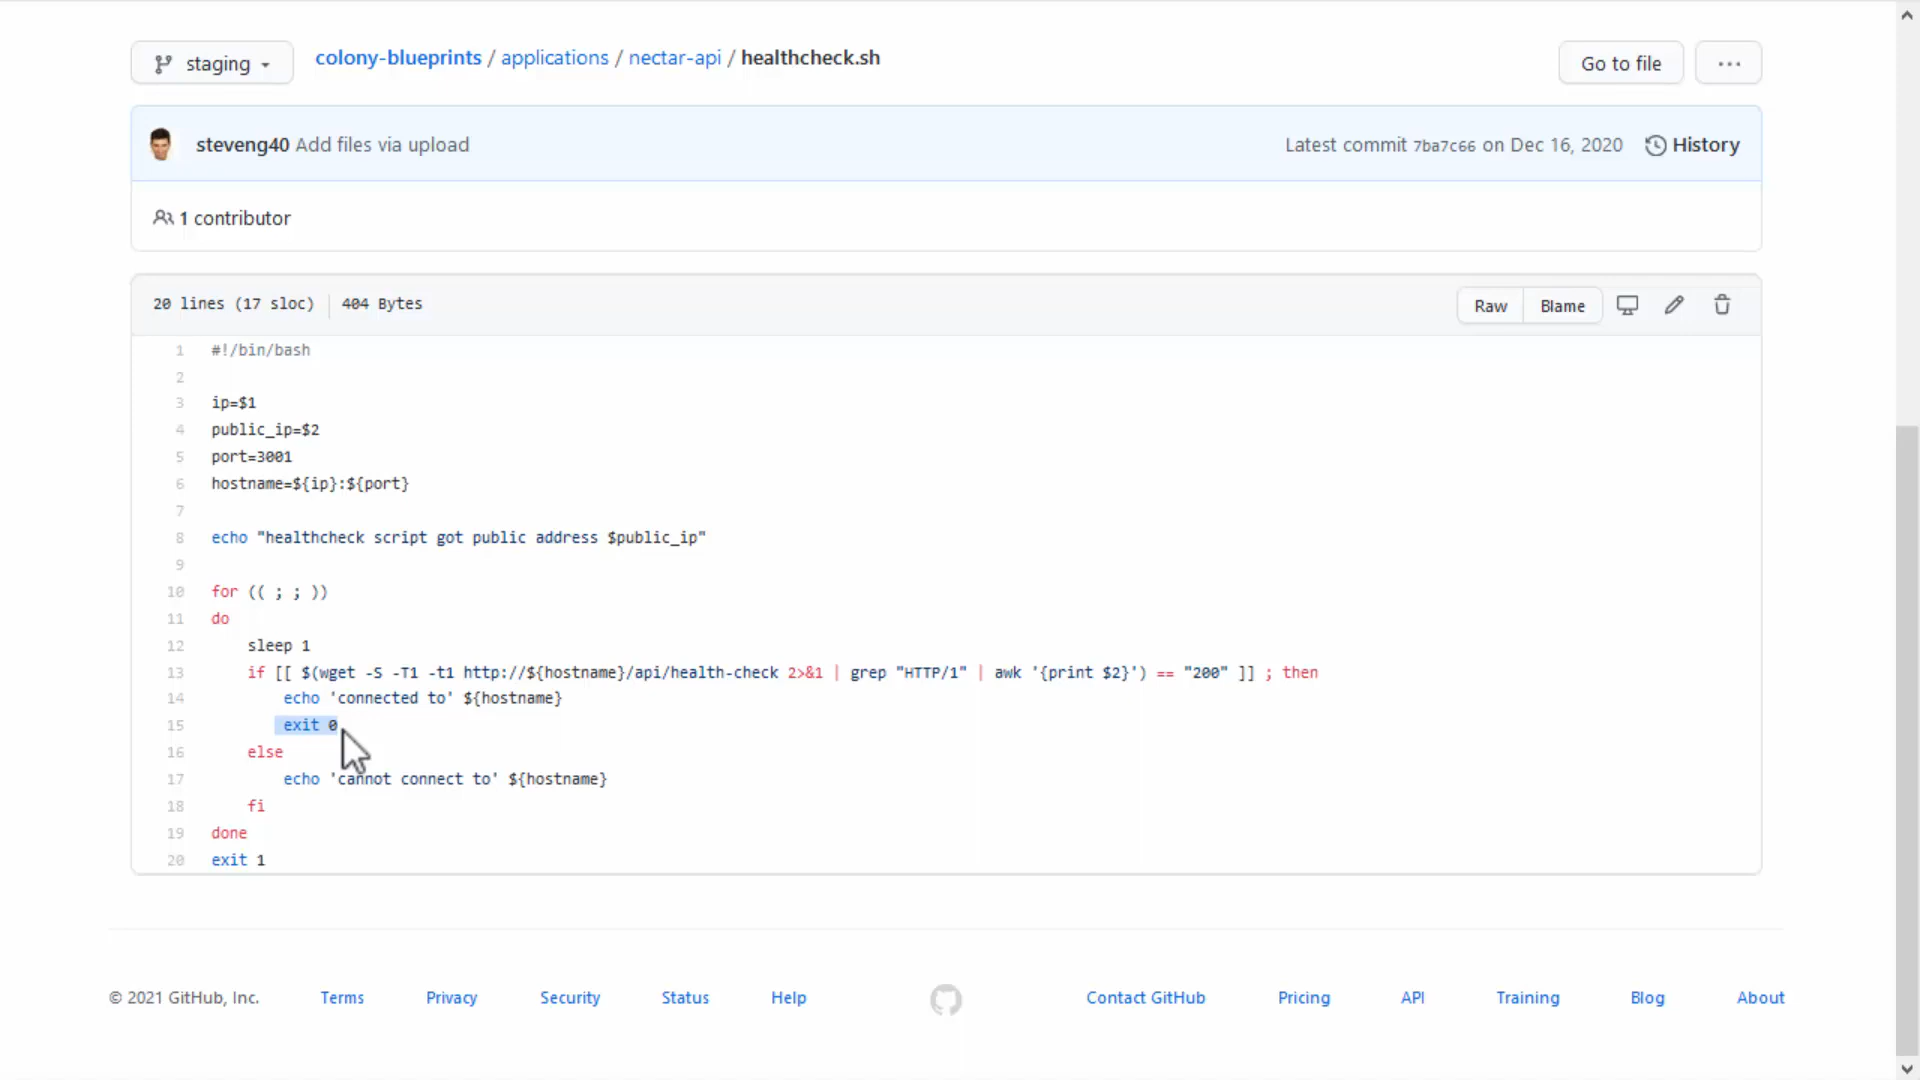 staging
colony-blueprints / applications / nectar-api / healthcheck.sh
Go to file
...
steveng40 Add files via upload
Latest commit 7ba7c66 on Dec 16, 2020
History
1 contributor
20 lines (17 sloc) 404 Bytes
Raw
Blame
1 #!/bin/bash
2
3 ip=$1
4 public_ip=$2
5 port=3001
6 hostname=${ip}:${port}
7
8 echo "healthcheck script got public address $public_ip"
9
10 for (( ; ; ))
11 do
12     sleep 1
13     if [[ $(wget -S -T1 -t1 http://${hostname}/api/health-check 2>&1 | grep "HTTP/1" | awk '{print $2}') == "200" ]] ; then
14         echo 'connected to' ${hostname}
15         exit 0
16     else
17         echo 'cannot connect to' ${hostname}
18     fi
19 done
20 exit 1
© 2021 GitHub, Inc. Terms Privacy Security Status Help Contact GitHub Pricing API Training Blog About